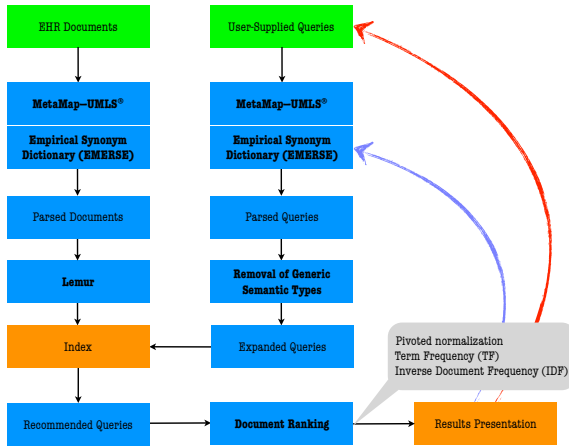 EHR Documents
User-Supplied Queries
MetaMap–UMLS®
MetaMap–UMLS®
Empirical Synonym
Dictionary (EMERSE)
Empirical Synonym
Dictionary (EMERSE)
Parsed Documents
Parsed Queries
Lemur
Removal of Generic
Semantic Types
Index
Expanded Queries
Pivoted normalization
Term Frequency (TF)
Inverse Document Frequency (IDF)
Recommended Queries
Document Ranking
Results Presentation